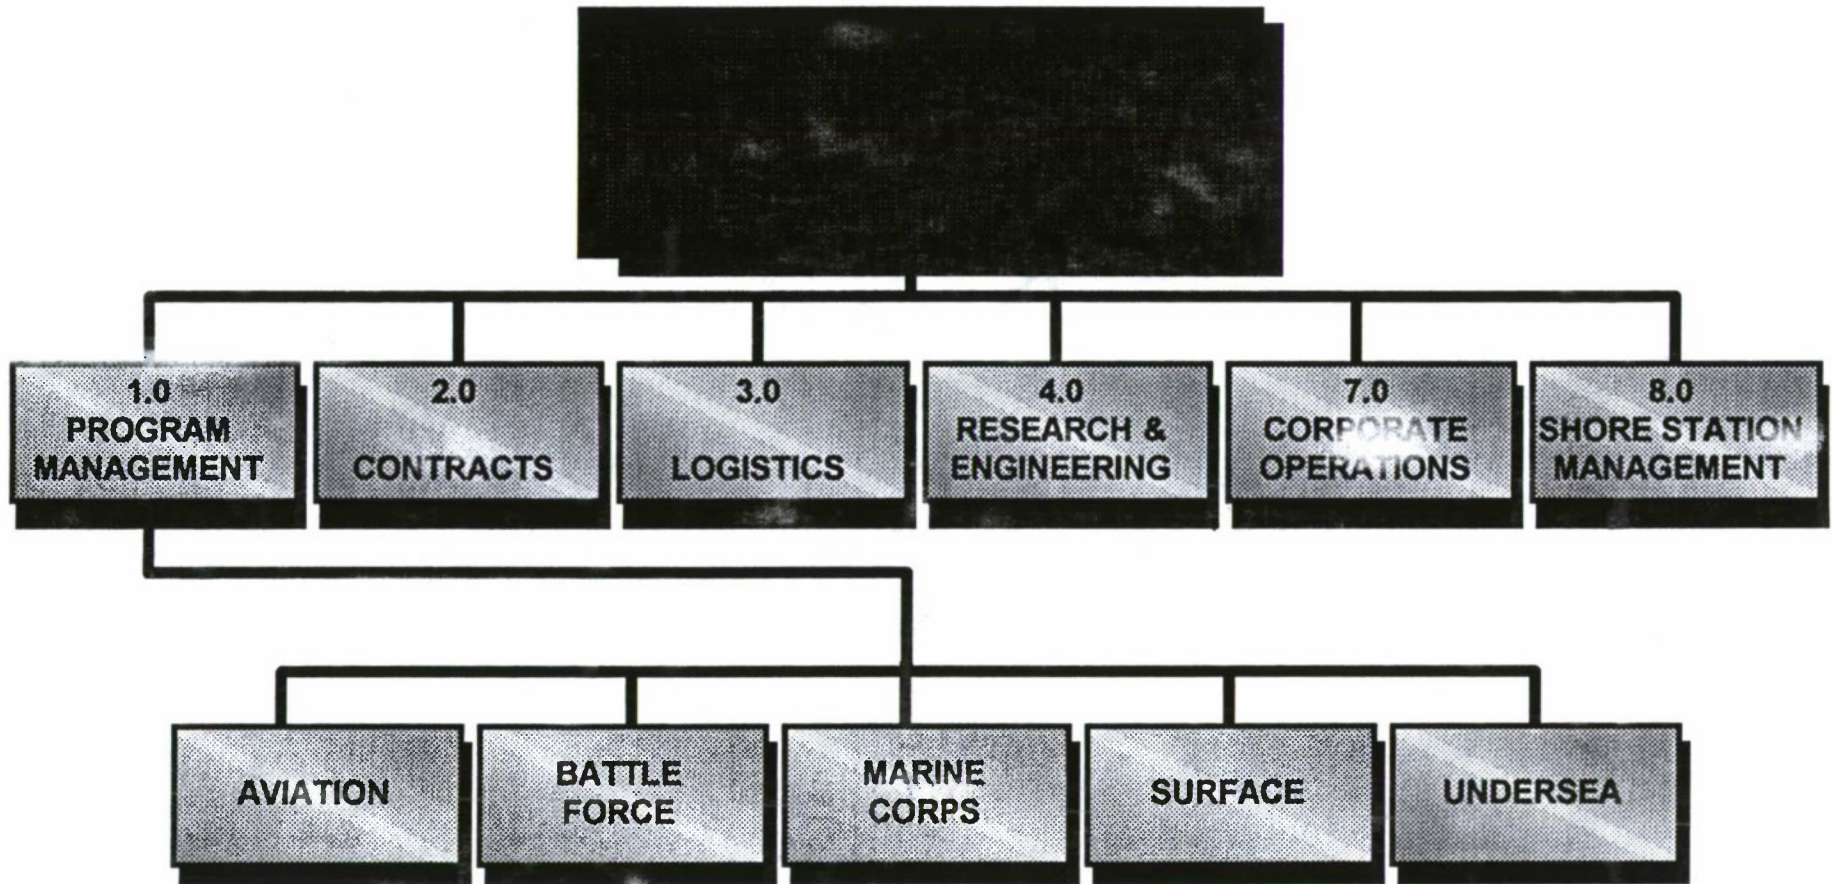 1.0
PROGRAM
MANAGEMENT
2.0
CONTRACTS
3.0
LOGISTICS
4.0
RESEARCH &
ENGINEERING
7.0
CORPORATE
OPERATIONS
8.0
SHORE STATION
MANAGEMENT
AVIATION
BATTLE
FORCE
MARINE
CORPS
SURFACE
UNDERSEA